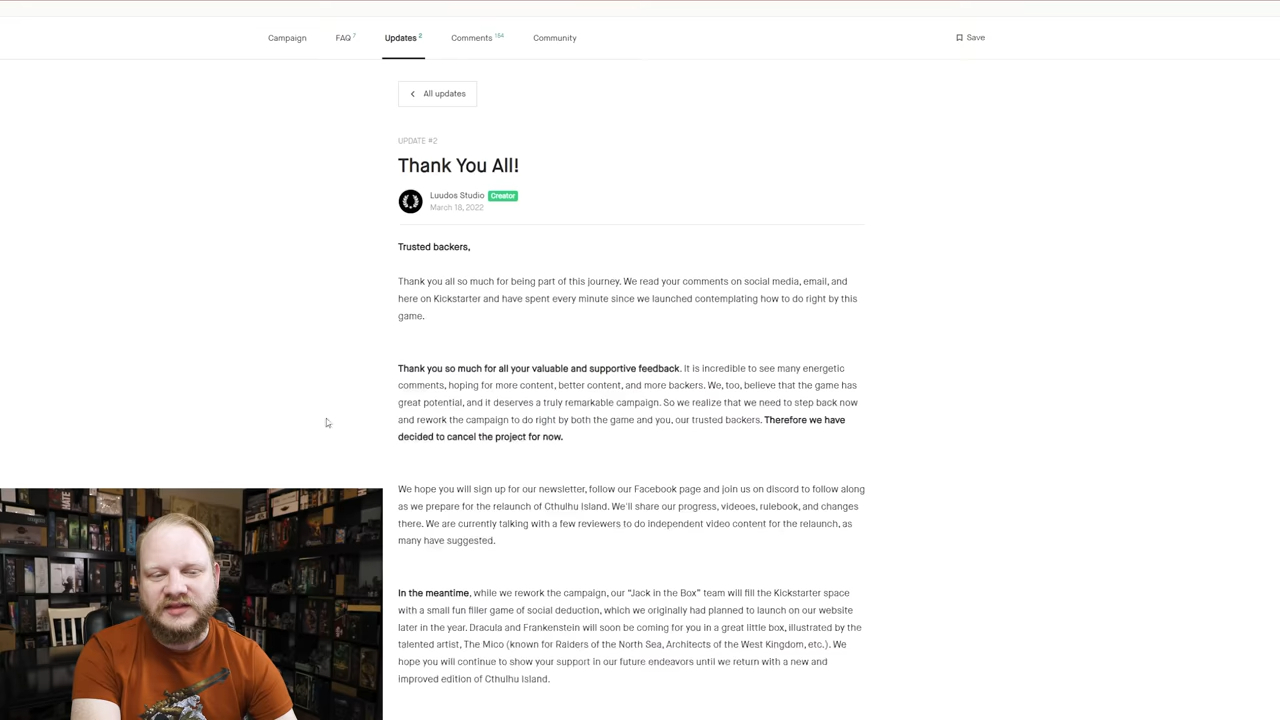 Campaign
FAQ 7
Updates 2
Comments 154
Community
Save
All updates
UPDATE #2
Thank You All!
Luudos Studio Creator
March 18, 2022
Trusted backers,
Thank you all so much for being part of this journey. We read your comments on social media, email, and
here on Kickstarter and have spent every minute since we launched contemplating how to do right by this
game.
Thank you so much for all your valuable and supportive feedback. It is incredible to see many energetic
comments, hoping for more content, better content, and more backers. We, too, believe that the game has
great potential, and it deserves a truly remarkable campaign. So we realize that we need to step back now
and rework the campaign to do right by both the game and you, our trusted backers. Therefore we have
decided to cancel the project for now.
We hope you will sign up for our newsletter, follow our Facebook page and join us on discord to follow along
as we prepare for the relaunch of Cthulhu Island. We'll share our progress, videoes, rulebook, and changes
there. We are currently talking with a few reviewers to do independent video content for the relaunch, as
many have suggested.
In the meantime, while we rework the campaign, our “Jack in the Box” team will fill the Kickstarter space
with a small fun filler game of social deduction, which we originally had planned to launch on our website
later in the year. Dracula and Frankenstein will soon be coming for you in a great little box, illustrated by the
talented artist, The Mico (known for Raiders of the North Sea, Architects of the West Kingdom, etc.). We
hope you will continue to show your support in our future endeavors until we return with a new and
improved edition of Cthulhu Island.